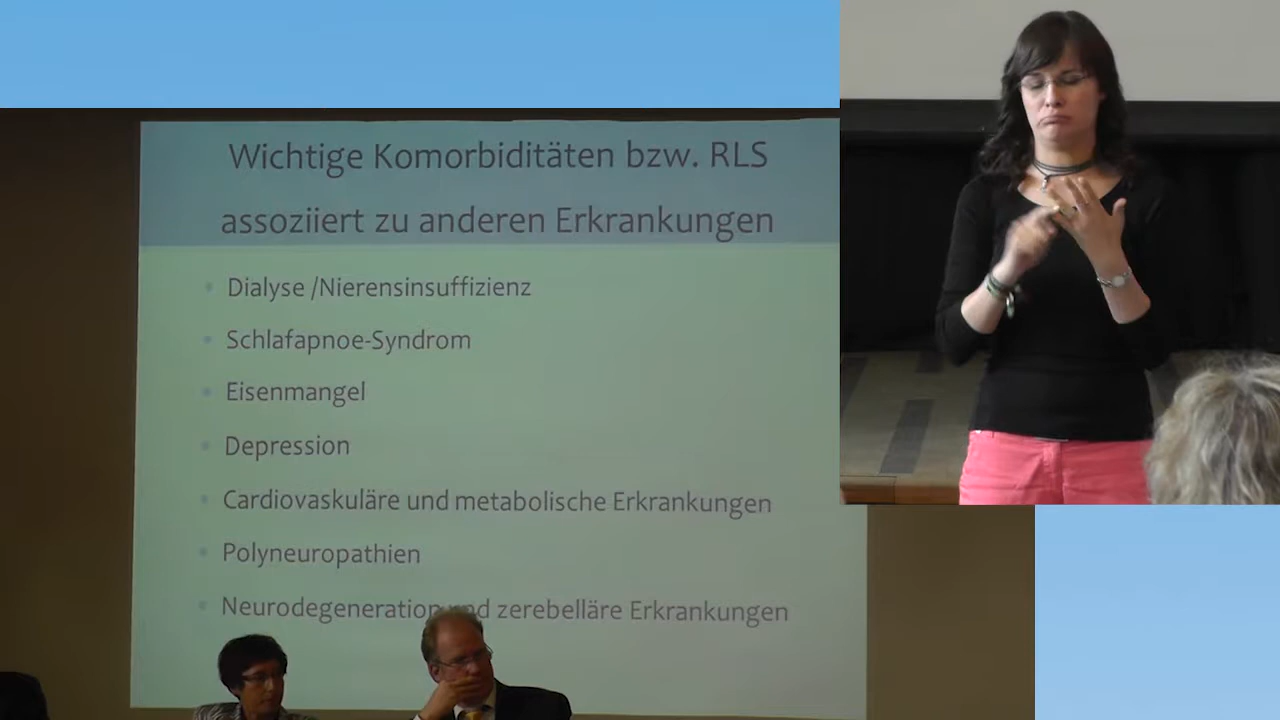 Wichtige Komorbiditäten bzw. RLS
assoziiert zu anderen Erkrankungen
Dialyse /Nierensinsuffizienz
Schlafapnoe-Syndrom
Eisenmangel
Depression
Cardiovaskuläre und metabolische Erkrankungen
Polyneuropathien
Neurodegeneration und zerebelläre Erkrankungen